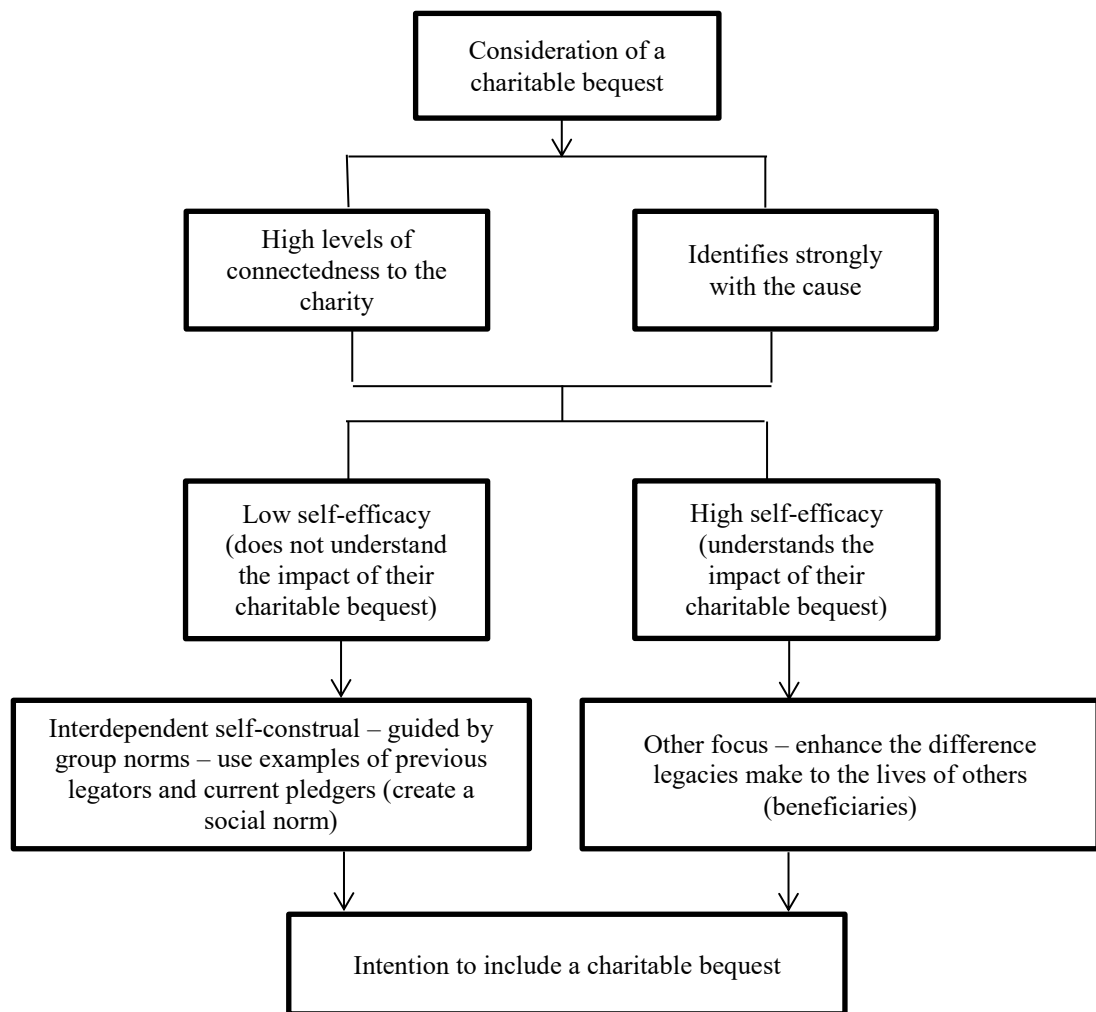 Consideration of a
charitable bequest
High levels of
connectedness to the
charity
Identifies strongly
with the cause
Low self-efficacy
(does not understand
the impact of their
charitable bequest)
High self-efficacy
(understands the
impact of their
charitable bequest)
Interdependent self-construal – guided by
group norms – use examples of previous
legators and current pledgers (create a
social norm)
Other focus – enhance the difference
legacies make to the lives of others
(beneficiaries)
Intention to include a charitable bequest